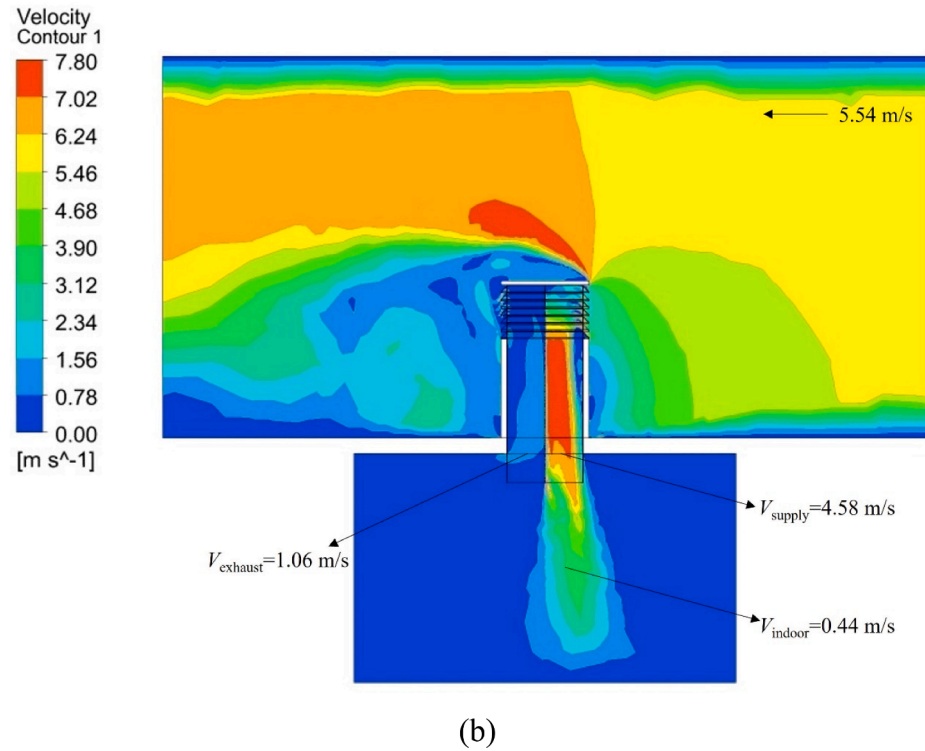 Velocity
Contour 1
7.80
7.02
6.24
5.46
4.68
3.90
3.12
2.34
1.56
0.78
0.00
[m s^-1]
5.54 m/s
Vsupply=4.58 m/s
Vexhaust=1.06 m/s
Vindoor=0.44 m/s
(b)